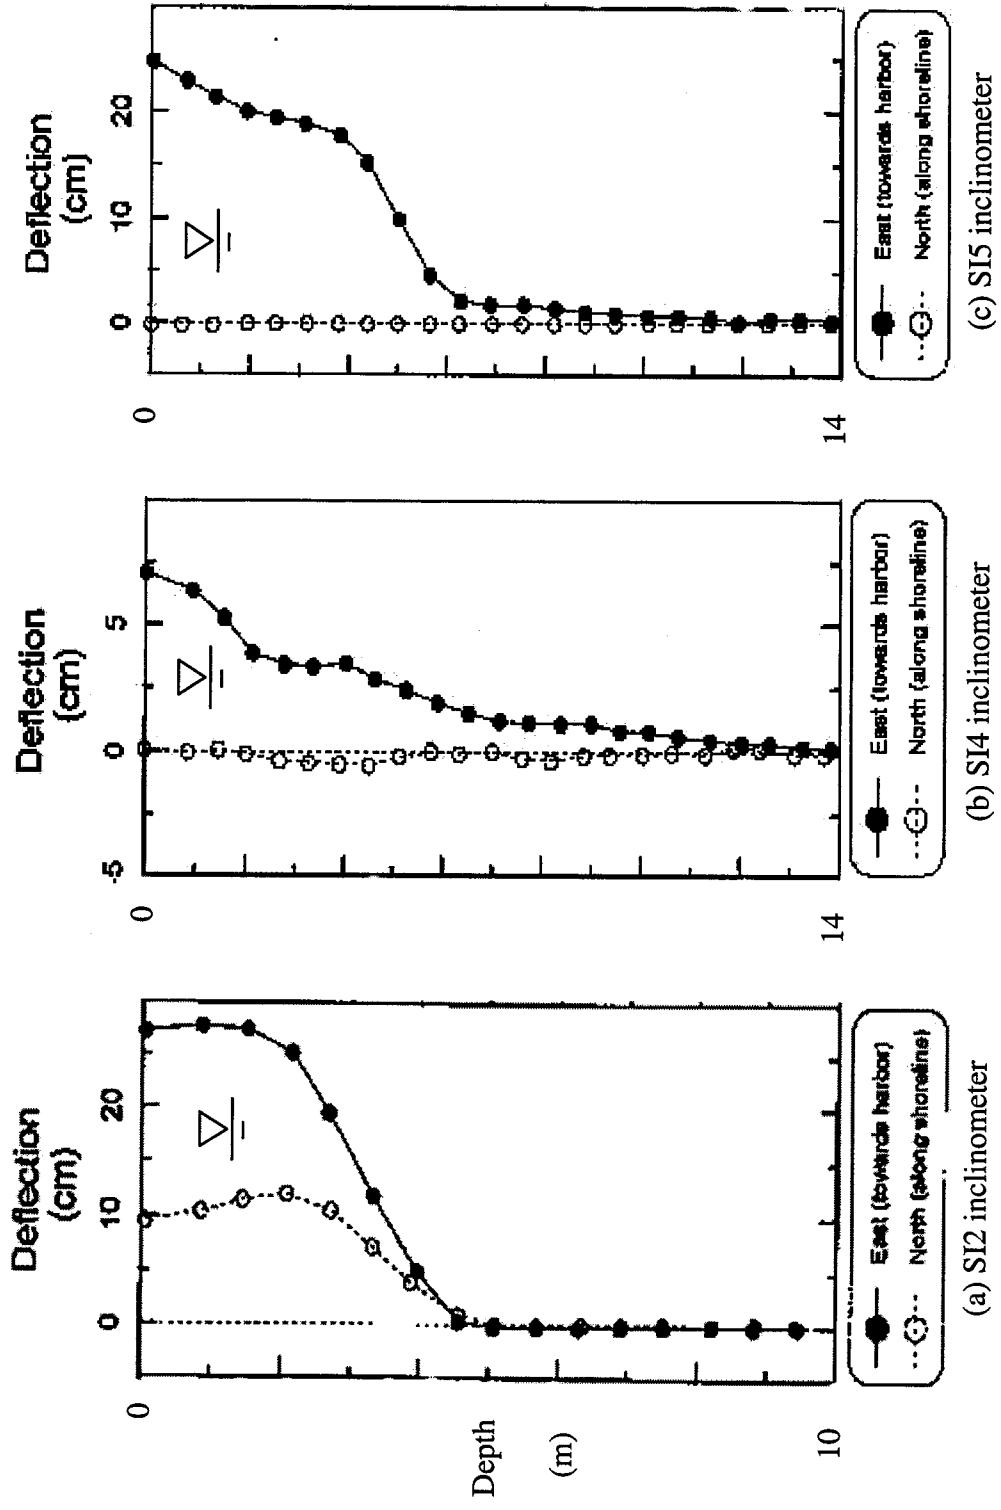 Deflection
(cm)
0
10
20
0
10
Depth
(m)
East (towards harbor)
North (along shoreline)
(a) SI2 inclinometer
Deflection
(cm)
-5
0
5
0
14
East (towards harbor)
North (along shoreline)
(b) SI4 inclinometer
Deflection
(cm)
0
10
20
0
14
East (towards harbor)
North (along shoreline)
(c) SI5 inclinometer